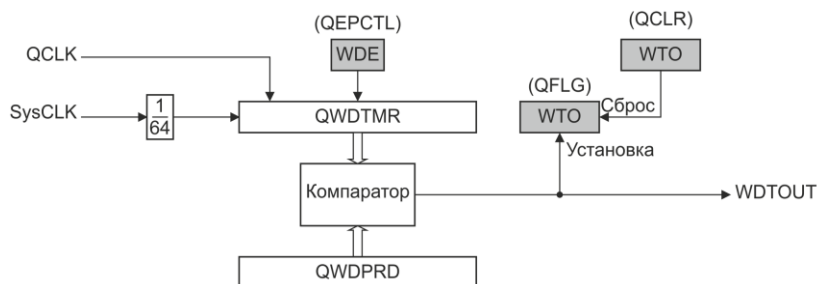 (QEPCTL)
(QCLR)
QCLK
WDE
WTO
(QFLG)
SysCLK
1
64
QWDTMR
WTO
Сброс
Установка
Компаратор
WDTOUT
QWDPRD